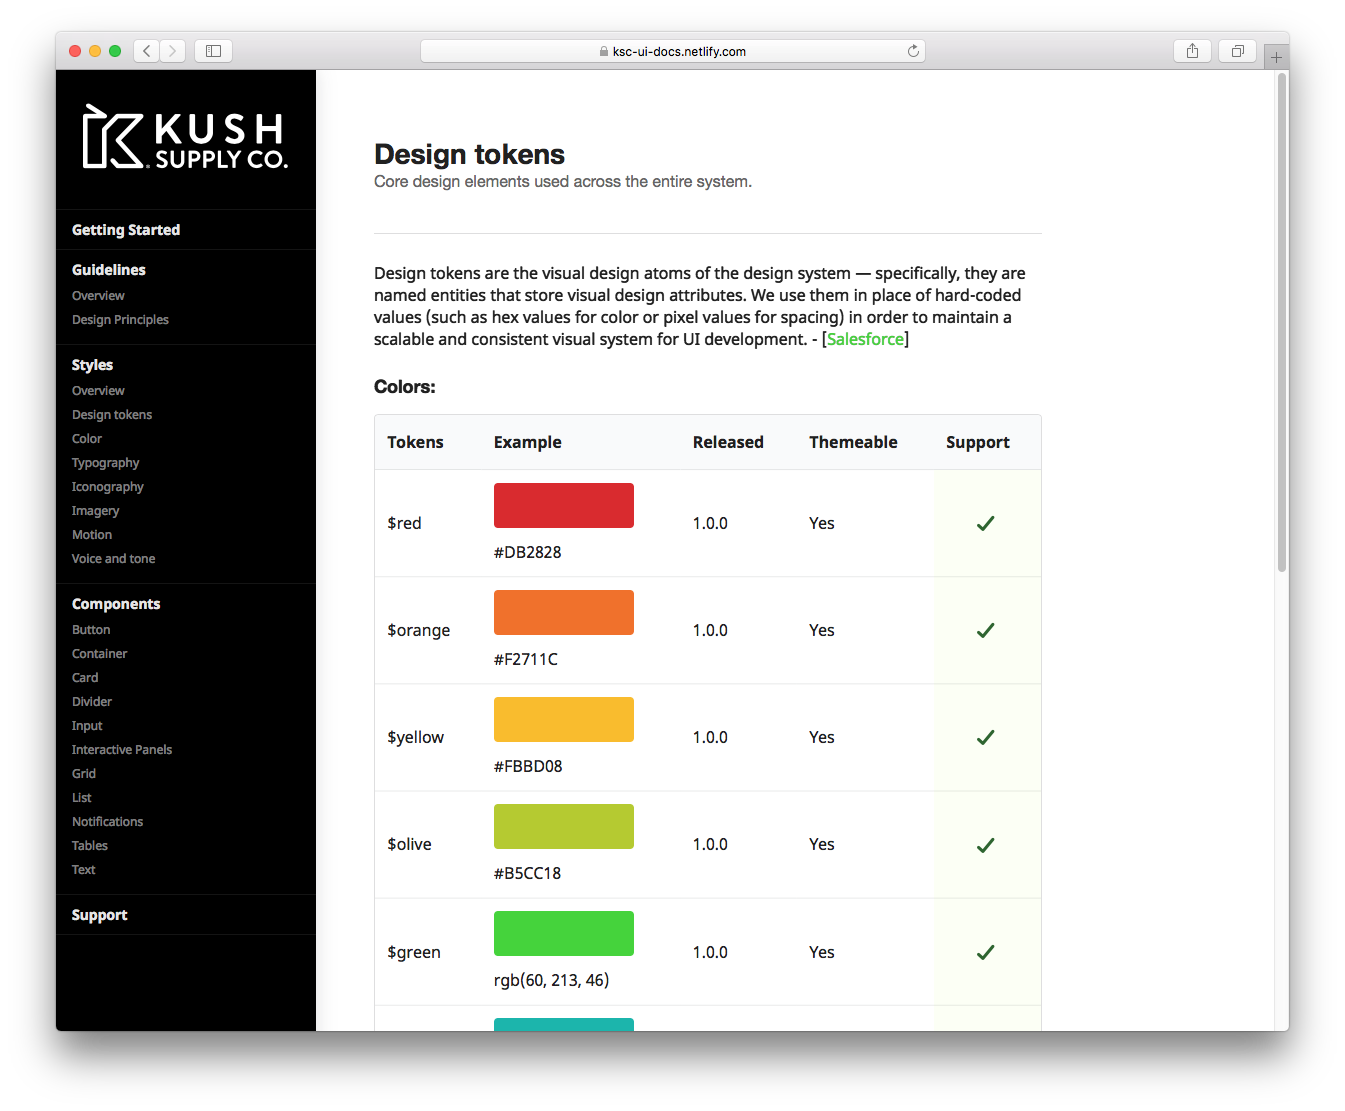 ksc-ui-docs.netlify.com
KUSH
SUPPLY CO.
Getting Started
Guidelines
Overview
Design Principles
Styles
Overview
Design tokens
Color
Typography
Iconography
Imagery
Motion
Voice and tone
Components
Button
Container
Card
Divider
Input
Interactive Panels
Grid
List
Notifications
Tables
Text
Support
Design tokens
Core design elements used across the entire system.
Design tokens are the visual design atoms of the design system — specifically, they are
named entities that store visual design attributes. We use them in place of hard-coded
values (such as hex values for color or pixel values for spacing) in order to maintain a
scalable and consistent visual system for UI development. - [Salesforce]
Colors:
Tokens Example Released Themeable Support
$red 1.0.0 Yes
#DB2828
$orange 1.0.0 Yes
#F2711C
$yellow 1.0.0 Yes
#FBBD08
$olive 1.0.0 Yes
#B5CC18
$green 1.0.0 Yes
rgb(60, 213, 46)